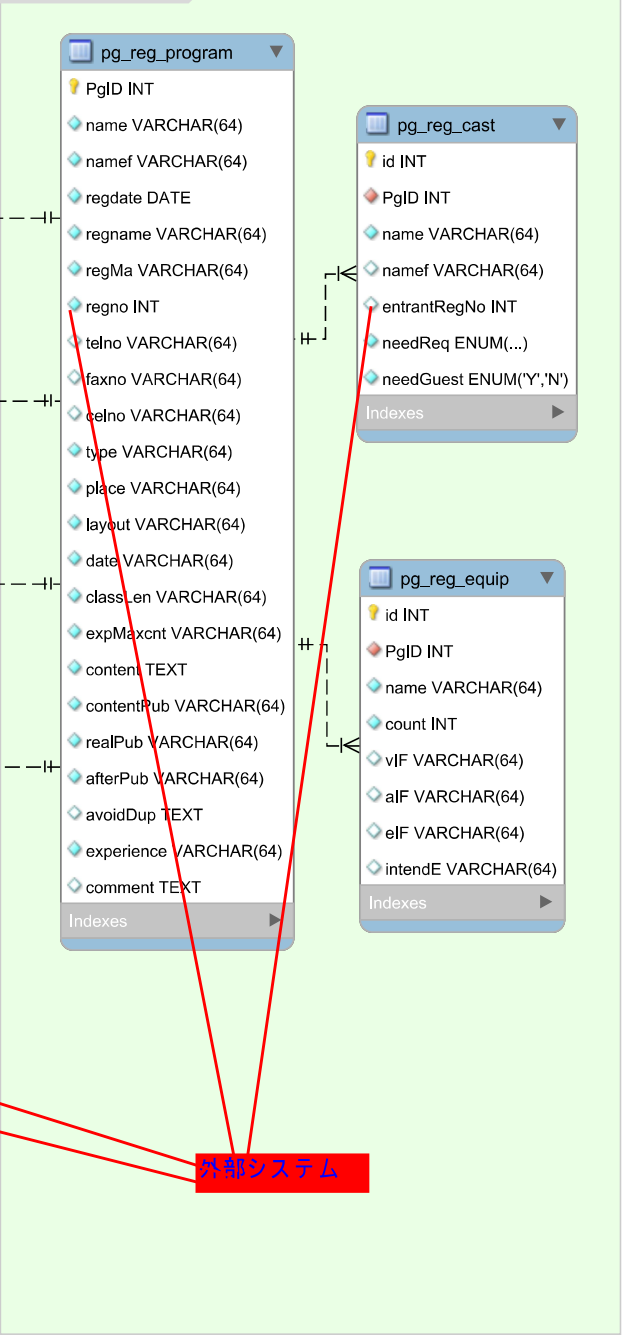 pg_reg_program
PgID INT
name VARCHAR(64)
namef VARCHAR(64)
regdate DATE
regname VARCHAR(64)
regMa VARCHAR(64)
regno INT
telno VARCHAR(64)
faxno VARCHAR(64)
celno VARCHAR(64)
type VARCHAR(64)
place VARCHAR(64)
layout VARCHAR(64)
date VARCHAR(64)
classLen VARCHAR(64)
expMaxcnt VARCHAR(64)
content TEXT
contentPub VARCHAR(64)
realPub VARCHAR(64)
afterPub VARCHAR(64)
avoidDup TEXT
experience VARCHAR(64)
comment TEXT
Indexes
pg_reg_cast
id INT
PgID INT
name VARCHAR(64)
namef VARCHAR(64)
entrantRegNo INT
needReq ENUM(...)
needGuest ENUM('Y','N')
Indexes
pg_reg_equip
id INT
PgID INT
name VARCHAR(64)
count INT
vIF VARCHAR(64)
aIF VARCHAR(64)
eIF VARCHAR(64)
intendE VARCHAR(64)
Indexes
外部システム